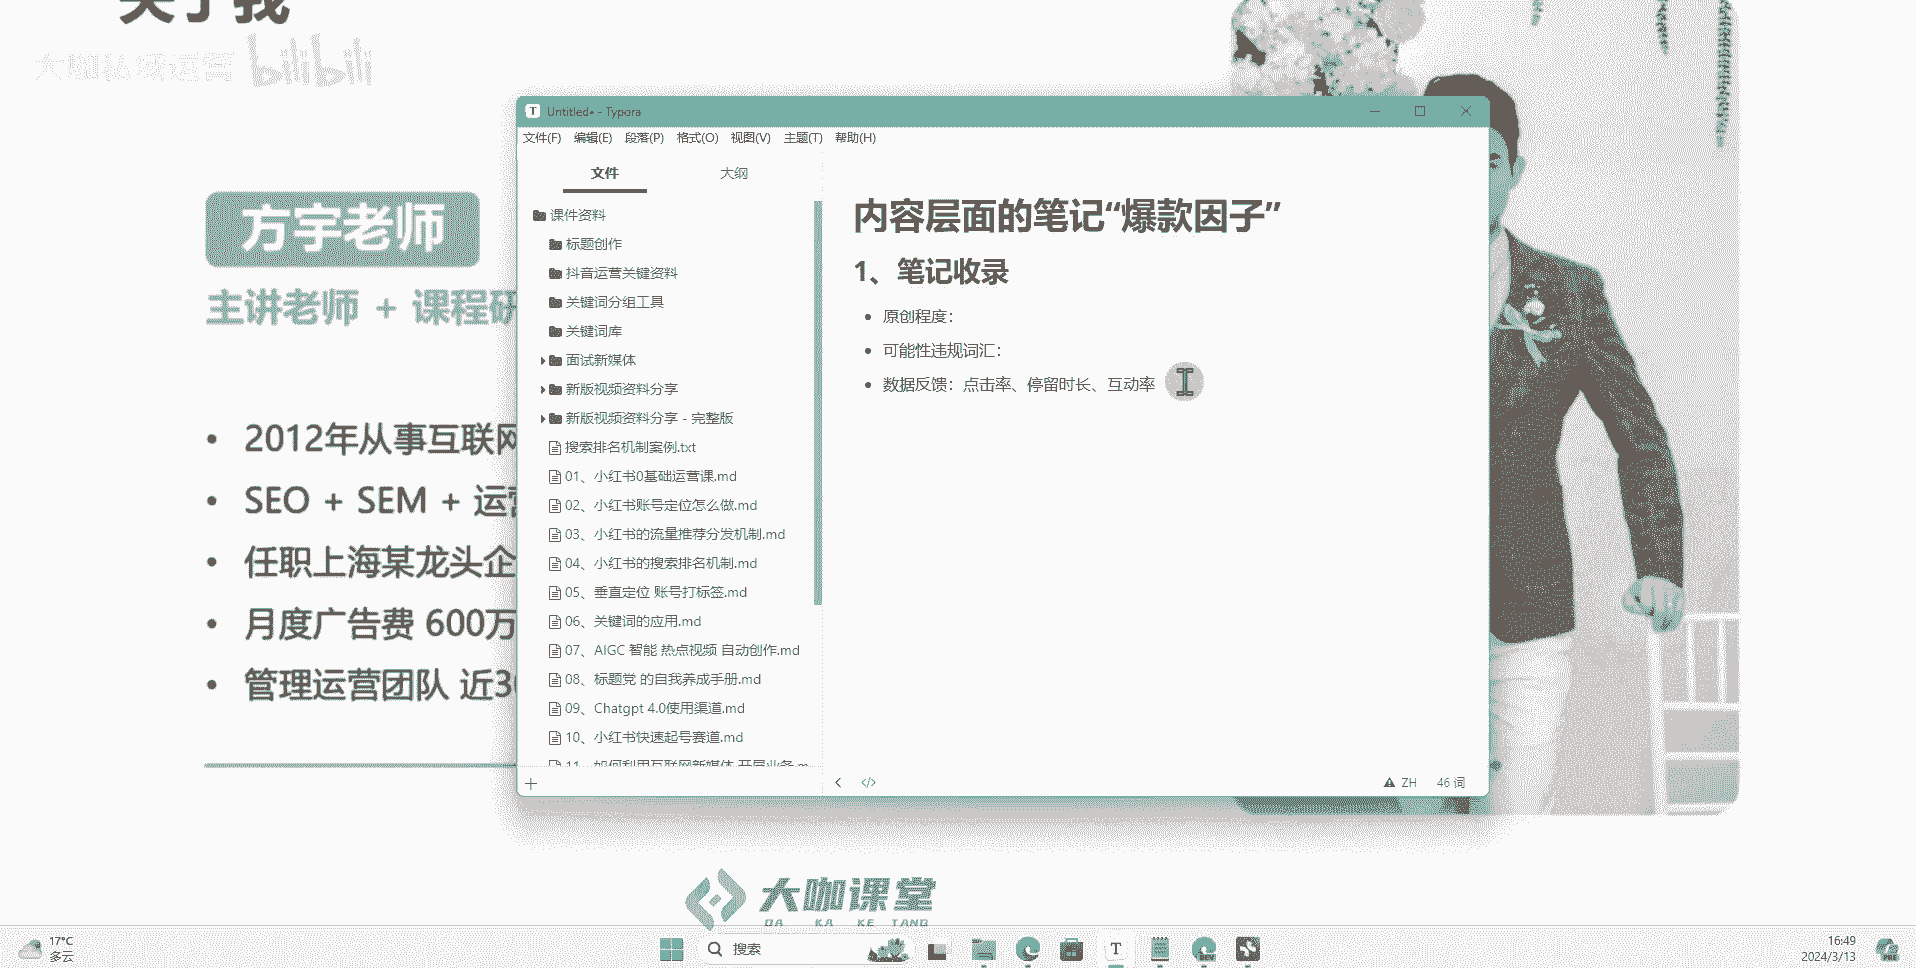 关于我
大咖私域运营 bilibili
方宇老师
主讲老师 + 课程研
2012年从事互联网
SEO + SEM + 运营
任职上海某龙头企
月度广告费 600万
管理运营团队 近30
Untitled• - Typora
文件(F) 编辑(E) 段落(P) 格式(O) 视图(V) 主题(T) 帮助(H)
文件 大纲
课件资料
标题创作
抖音运营关键资料
关键词分组工具
关键词库
面试新媒体
新版视频资料分享
新版视频资料分享 - 完整版
搜索排名机制案例.txt
01、小红书0基础运营课.md
02、小红书账号定位怎么做.md
03、小红书的流量推荐分发机制.md
04、小红书的搜索排名机制.md
05、垂直定位 账号打标签.md
06、关键词的应用.md
07、AIGC 智能 热点视频 自动创作.md
08、标题党 的自我养成手册.md
09、Chatgpt 4.0使用渠道.md
10、小红书快速起号赛道.md
11、如何利用互联网新媒体 开展业务.m
内容层面的笔记“爆款因子”
1、笔记收录
原创程度：
可能性违规词汇：
数据反馈：点击率、停留时长、互动率
ZH 46 词
大咖课堂
DA KA KE TANG
17°C
多云
搜索
16:49
2024/3/13